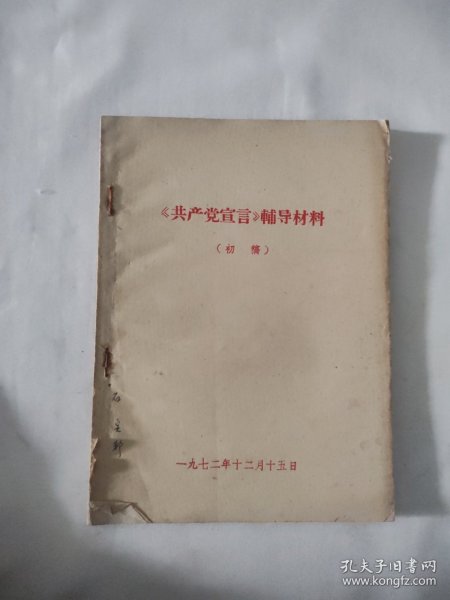 《共产党宣言》輔导材料
(初 稿)
一九七二年十二月十五日
孔夫子旧书网
www.kongfz.com